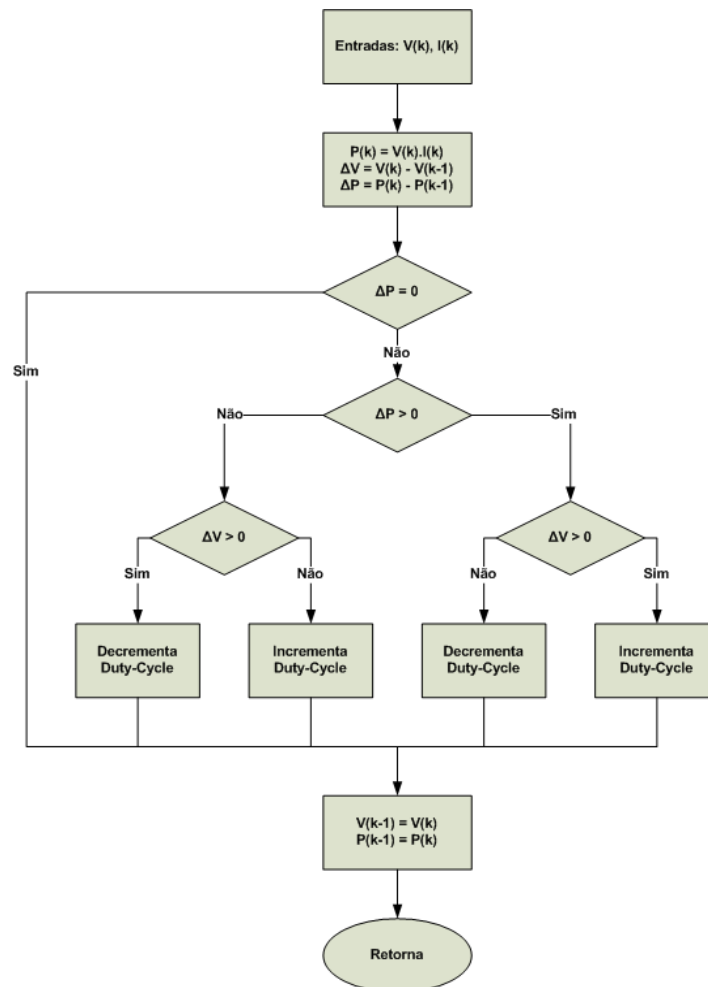 Entradas: V(k), I(k)
P(k) = V(k).I(k)
ΔV = V(k) - V(k-1)
ΔP = P(k) - P(k-1)
ΔP = 0
Sim
Não
ΔP > 0
Não
Sim
ΔV > 0
ΔV > 0
Sim
Não
Não
Sim
Decrementa
Duty-Cycle
Incrementa
Duty-Cycle
Decrementa
Duty-Cycle
Incrementa
Duty-Cycle
V(k-1) = V(k)
P(k-1) = P(k)
Retorna